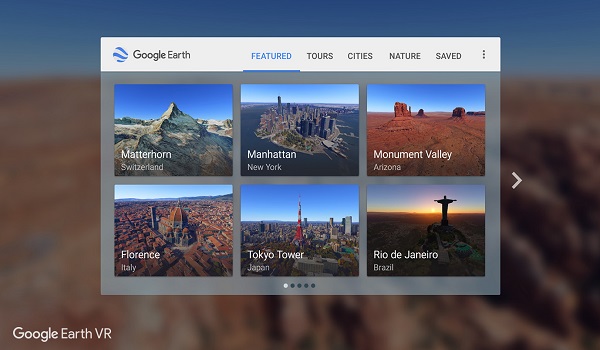 Google Earth
FEATURED TOURS CITIES NATURE SAVED
Matterhorn
Switzerland
Manhattan
New York
Monument Valley
Arizona
Florence
Italy
Tokyo Tower
Japan
Rio de Janeiro
Brazil
Google Earth VR